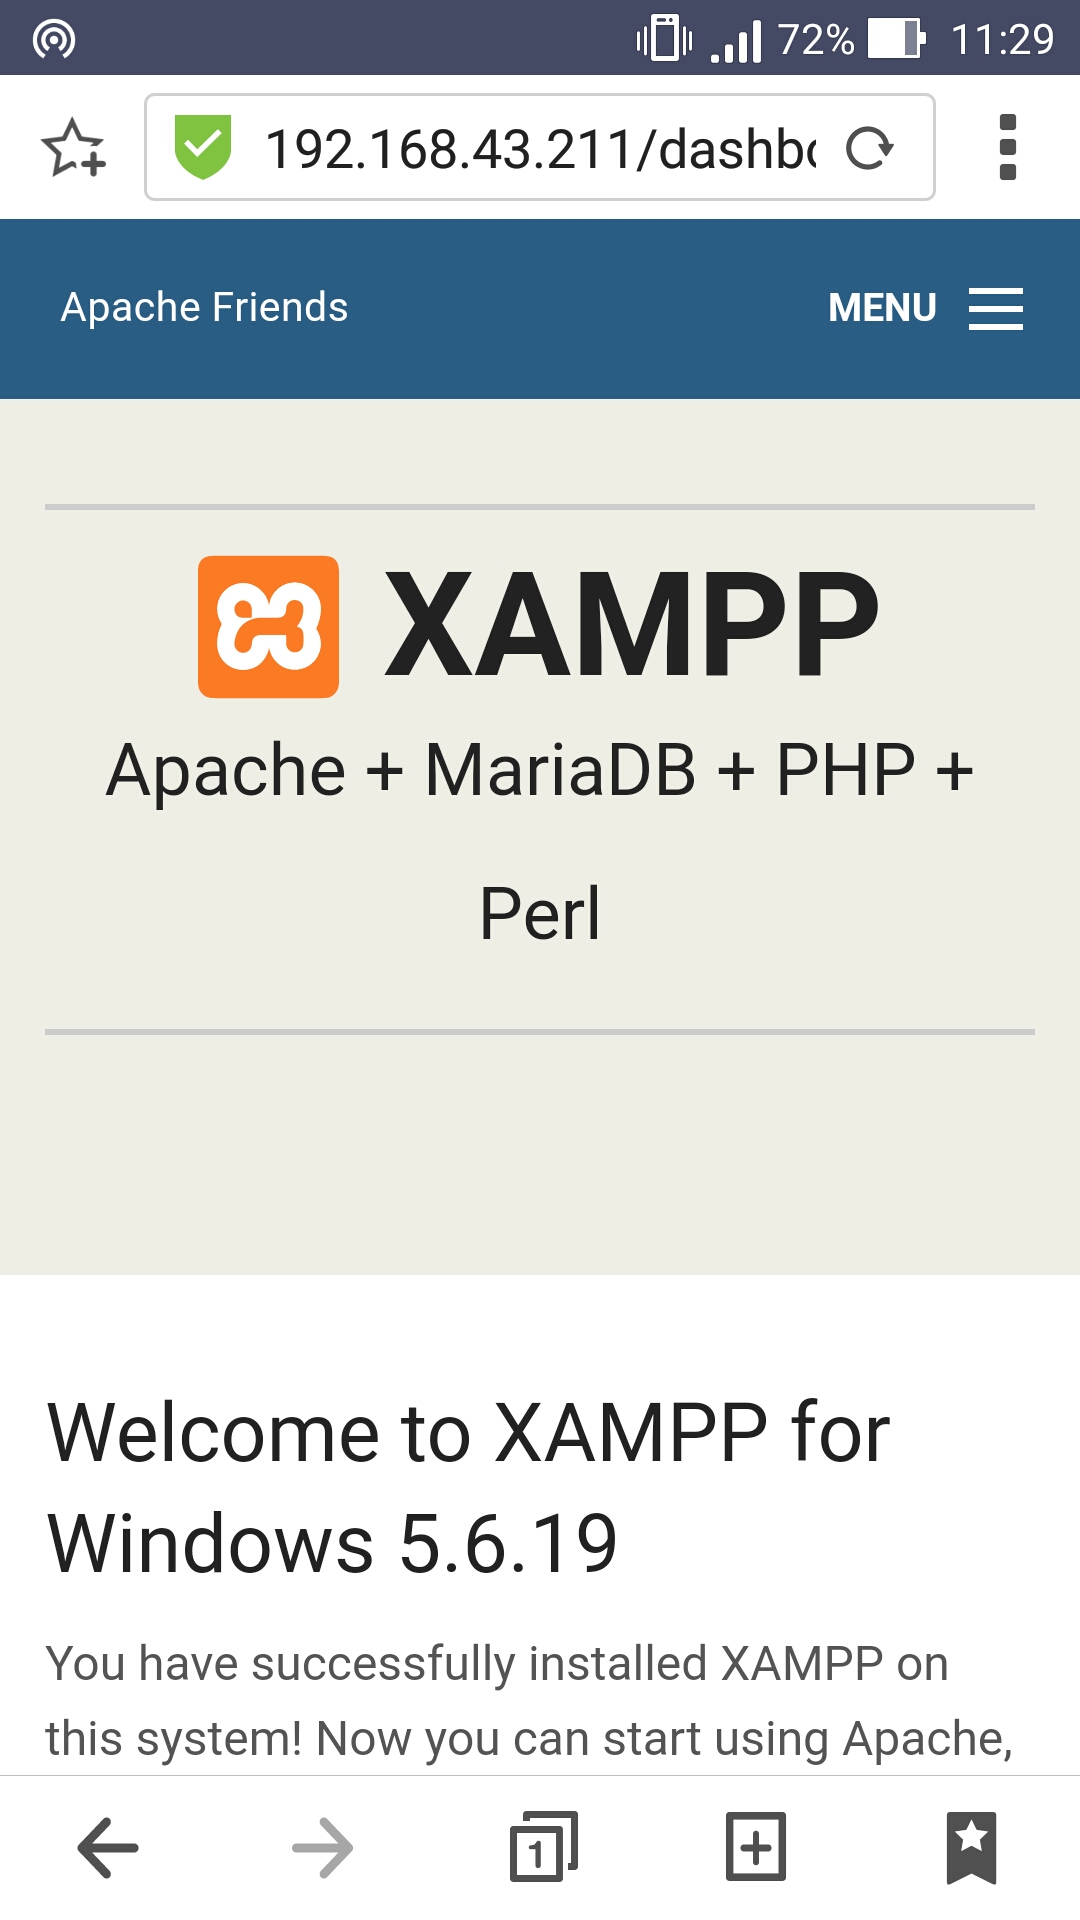 72% 11:29
192.168.43.211/dashbo
Apache Friends MENU
XAMPP
Apache + MariaDB + PHP +
Perl
Welcome to XAMPP for
Windows 5.6.19
You have successfully installed XAMPP on
this system! Now you can start using Apache,
1